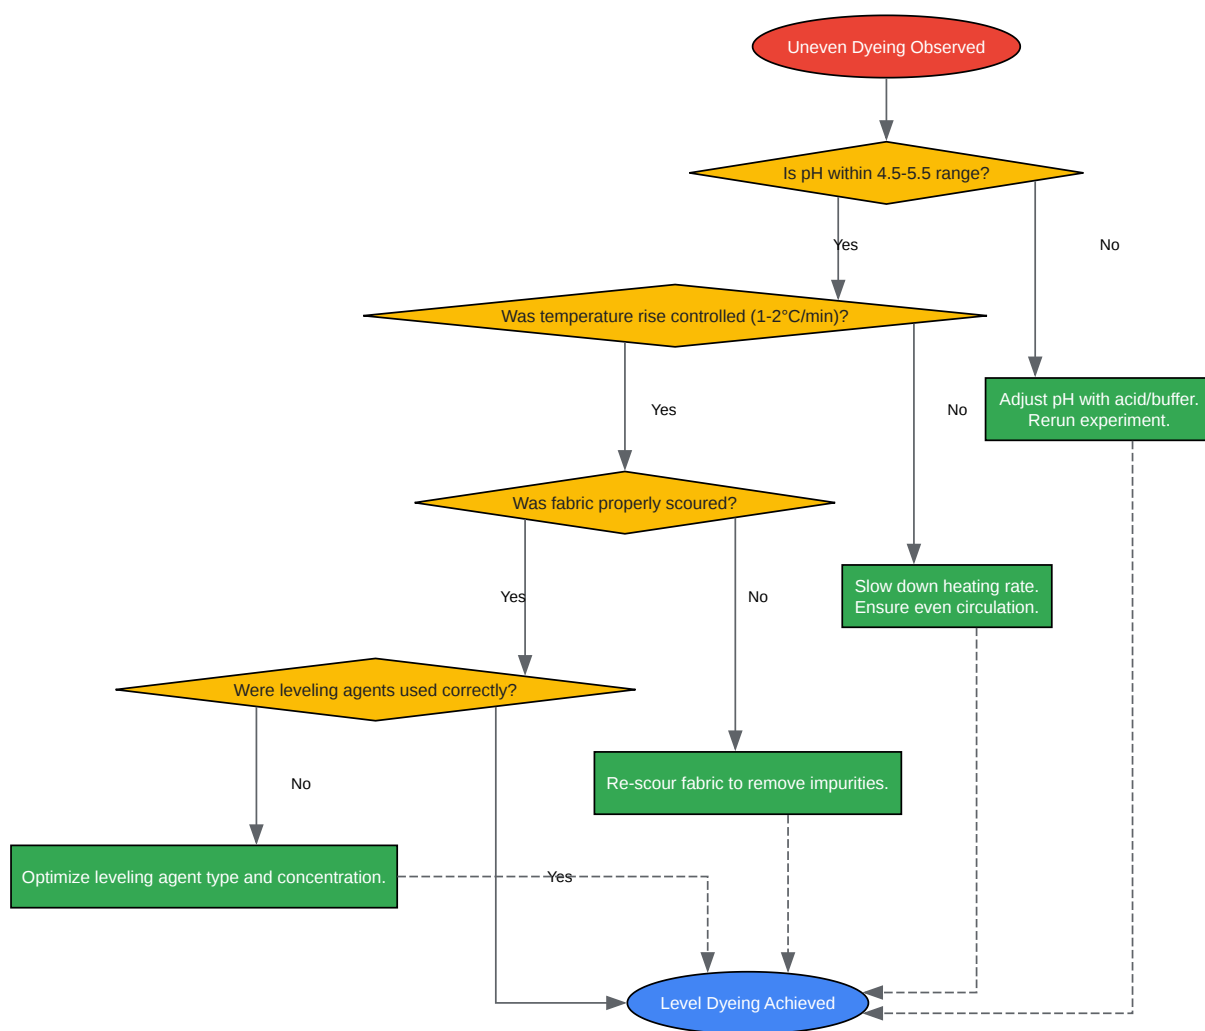 Uneven Dyeing Observed
Is pH within 4.5-5.5 range?
Yes
No
Was temperature rise controlled (1-2°C/min)?
Adjust pH with acid/buffer.
Rerun experiment.
Yes
No
Was fabric properly scoured?
Slow down heating rate.
Ensure even circulation.
Yes
No
Were leveling agents used correctly?
Re-scour fabric to remove impurities.
No
Optimize leveling agent type and concentration.
Yes
Level Dyeing Achieved